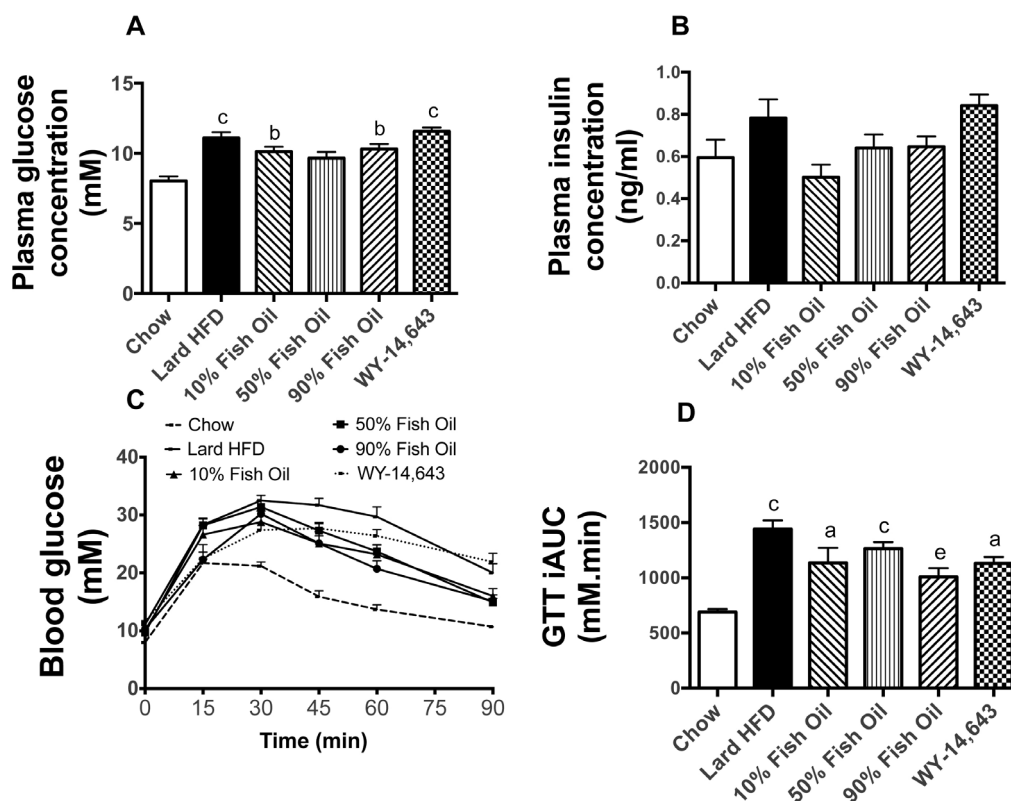 A
Plasma glucose
concentration
(mM)
15
10
5
0
c
b
b
c
Chow
Lard HFD
10% Fish Oil
50% Fish Oil
90% Fish Oil
WY-14,643
B
Plasma insulin
concentration
(ng/ml)
1.0
0.8
0.6
0.4
0.2
0.0
Chow
Lard HFD
10% Fish Oil
50% Fish Oil
90% Fish Oil
WY-14,643
C
Chow
Lard HFD
10% Fish Oil
50% Fish Oil
90% Fish Oil
WY-14,643
Blood glucose
(mM)
40
30
20
10
0
0 15 30 45 60 75 90
Time (min)
D
GTT iAUC
(mM.min)
2000
1500
1000
500
0
c
a
c
e
a
Chow
Lard HFD
10% Fish Oil
50% Fish Oil
90% Fish Oil
WY-14,643